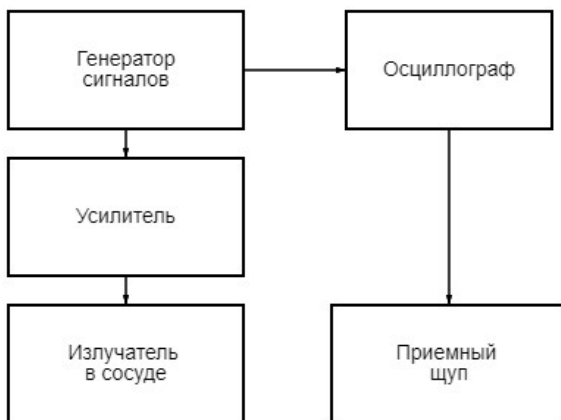 Генератор
сигналов
Осциллограф
Усилитель
Излучатель
в сосуде
Приемный
щуп